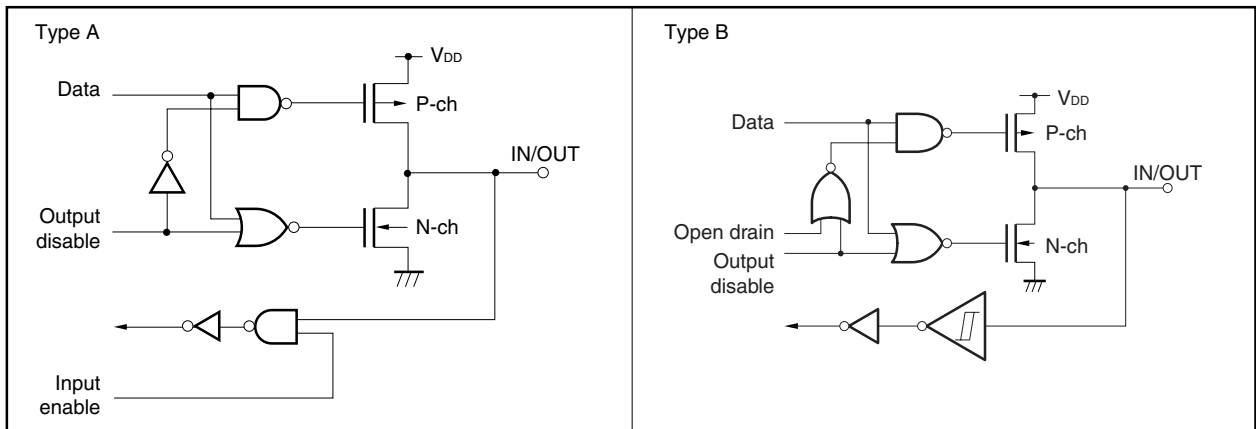 Type A
VDD
Data
P-ch
IN/OUT
Output
disable
N-ch
Input
enable
Type B
VDD
Data
P-ch
IN/OUT
Open drain
Output
disable
N-ch